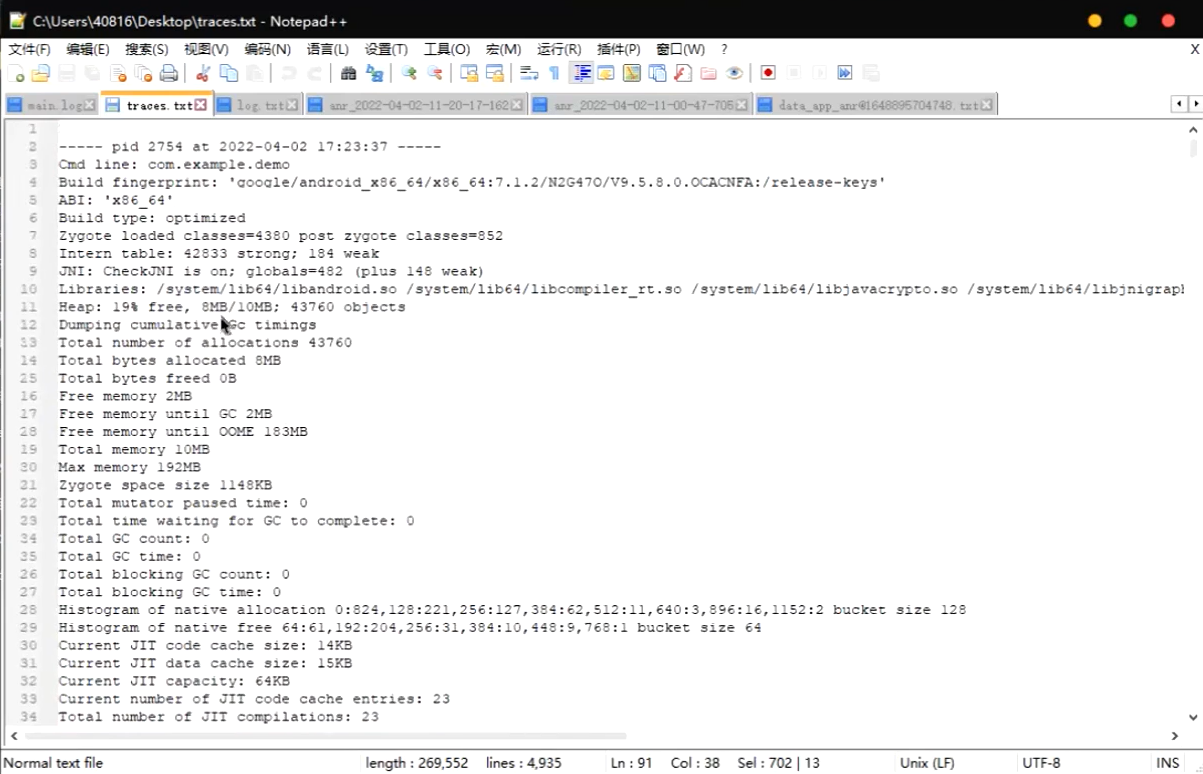 C:\Users\40816\Desktop\traces.txt - Notepad++
文件(F) 编辑(E) 搜索(S) 视图(V) 编码(N) 语言(L) 设置(T) 工具(O) 宏(M) 运行(R) 插件(P) 窗口(W) ? X
main.log traces.txt log.txt anr_2022-04-02-11-20-17-162 anr_2022-04-02-11-00-47-705 data_app_anr@1648895704748.txt
1
2 ----- pid 2754 at 2022-04-02 17:23:37 -----
3 Cmd line: com.example.demo
4 Build fingerprint: 'google/android_x86_64/x86_64:7.1.2/N2G47O/V9.5.8.0.OCACNFA:/release-keys'
5 ABI: 'x86_64'
6 Build type: optimized
7 Zygote loaded classes=4380 post zygote classes=852
8 Intern table: 42833 strong; 184 weak
9 JNI: CheckJNI is on; globals=482 (plus 148 weak)
10 Libraries: /system/lib64/libandroid.so /system/lib64/libcompiler_rt.so /system/lib64/libjavacrypto.so /system/lib64/libjnigraph
11 Heap: 19% free, 8MB/10MB; 43760 objects
12 Dumping cumulative Gc timings
13 Total number of allocations 43760
14 Total bytes allocated 8MB
25 Total bytes freed 0B
16 Free memory 2MB
17 Free memory until GC 2MB
28 Free memory until OOME 183MB
19 Total memory 10MB
30 Max memory 192MB
21 Zygote space size 1148KB
22 Total mutator paused time: 0
23 Total time waiting for GC to complete: 0
34 Total GC count: 0
35 Total GC time: 0
26 Total blocking GC count: 0
27 Total blocking GC time: 0
28 Histogram of native allocation 0:824,128:221,256:127,384:62,512:11,640:3,896:16,1152:2 bucket size 128
29 Histogram of native free 64:61,192:204,256:31,384:10,448:9,768:1 bucket size 64
30 Current JIT code cache size: 14KB
31 Current JIT data cache size: 15KB
32 Current JIT capacity: 64KB
33 Current number of JIT code cache entries: 23
34 Total number of JIT compilations: 23
Normal text file length : 269,552 lines : 4,935 Ln : 91 Col : 38 Sel : 702 | 13 Unix (LF) UTF-8 INS